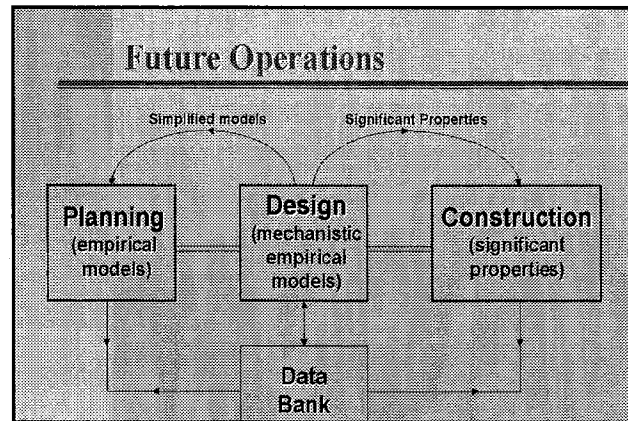 Future Operations
Simplified models
Significant Properties
Planning
(empirical
models)
Design
(mechanistic
empirical
models)
Construction
(significant
properties)
Data
Bank